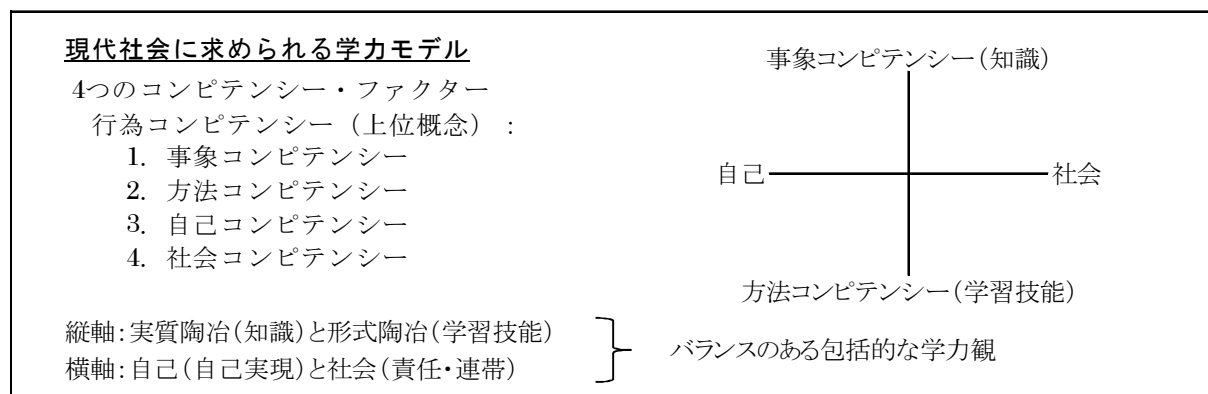 現代社会に求められる学力モデル
4つのコンピテンシー・ファクター
行為コンピテンシー（上位概念）：
1. 事象コンピテンシー
2. 方法コンピテンシー
3. 自己コンピテンシー
4. 社会コンピテンシー
事象コンピテンシー(知識)
自己 社会
方法コンピテンシー(学習技能)
縦軸:実質陶冶(知識)と形式陶冶(学習技能)
横軸:自己(自己実現)と社会(責任・連帯)
バランスのある包括的な学力観